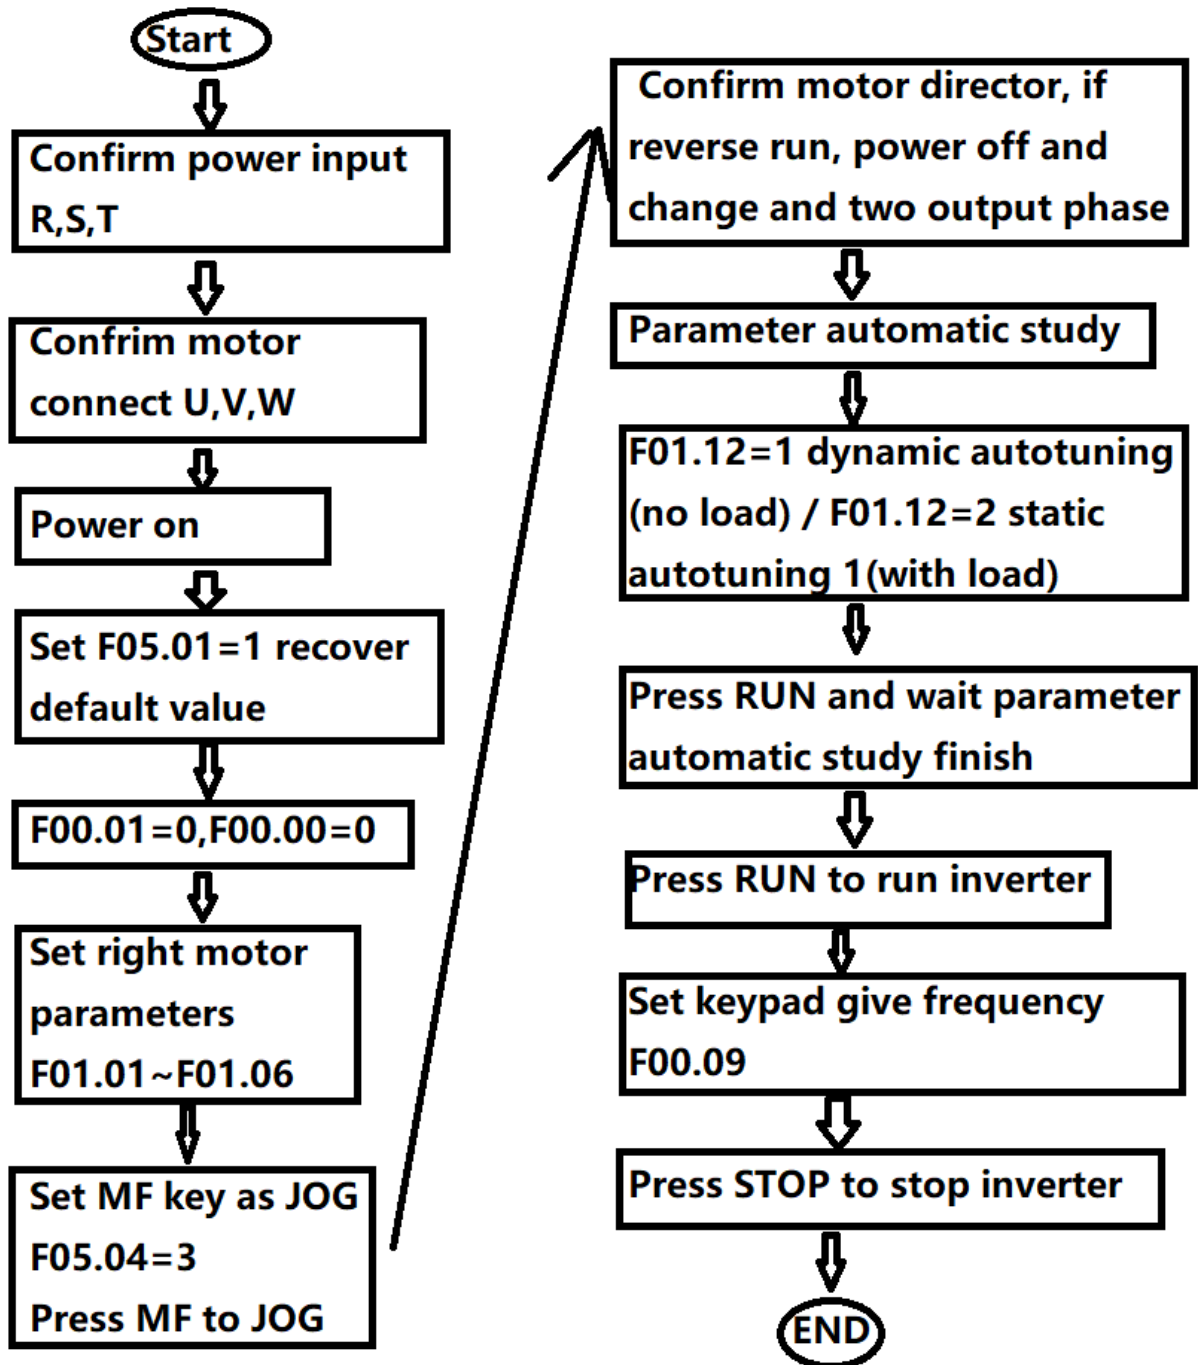 Start
Confirm power input
R,S,T
Confrim motor
connect U,V,W
Power on
Set F05.01=1 recover
default value
F00.01=0,F00.00=0
Set right motor
parameters
F01.01~F01.06
Set MF key as JOG
F05.04=3
Press MF to JOG
Confirm motor director, if
reverse run, power off and
change and two output phase
Parameter automatic study
F01.12=1 dynamic autotuning
(no load) / F01.12=2 static
autotuning 1(with load)
Press RUN and wait parameter
automatic study finish
Press RUN to run inverter
Set keypad give frequency
F00.09
Press STOP to stop inverter
END